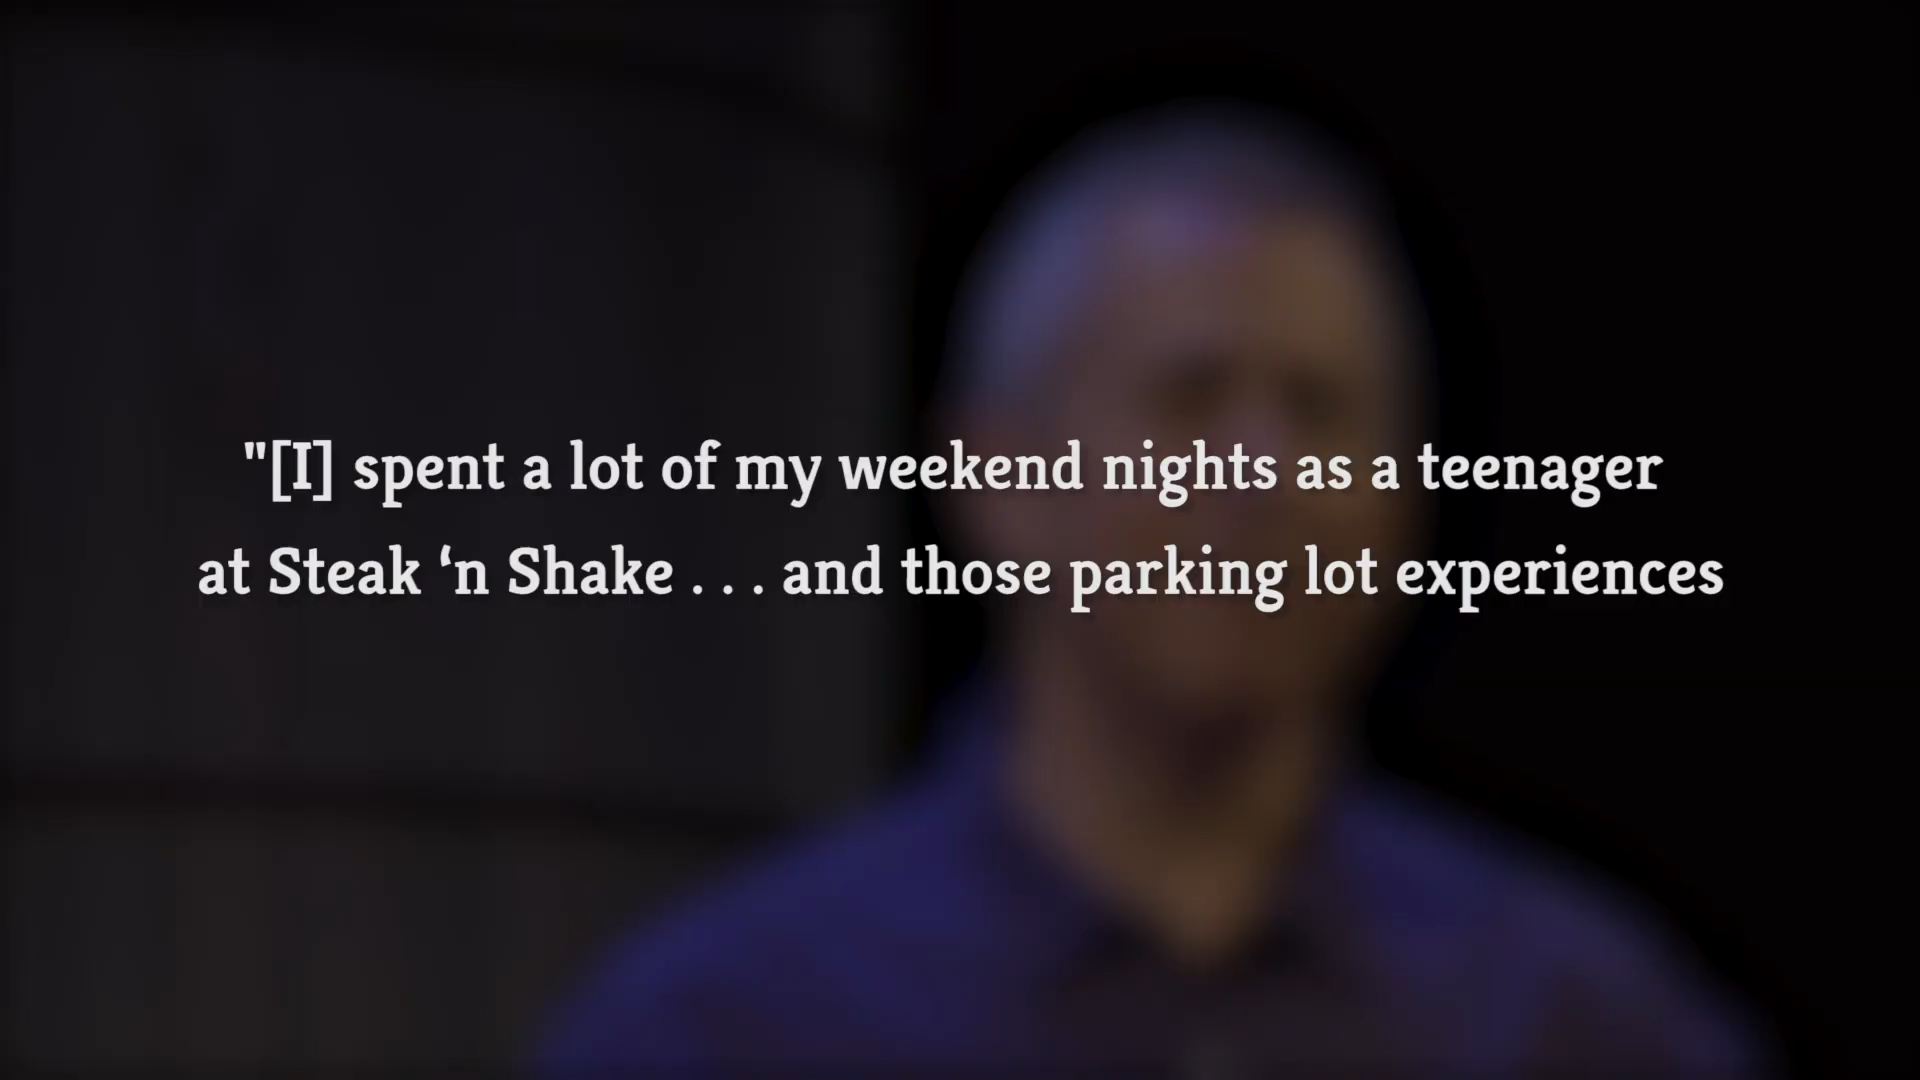 "[I] spent a lot of my weekend nights as a teenager
at Steak ‘n Shake . . . and those parking lot experiences